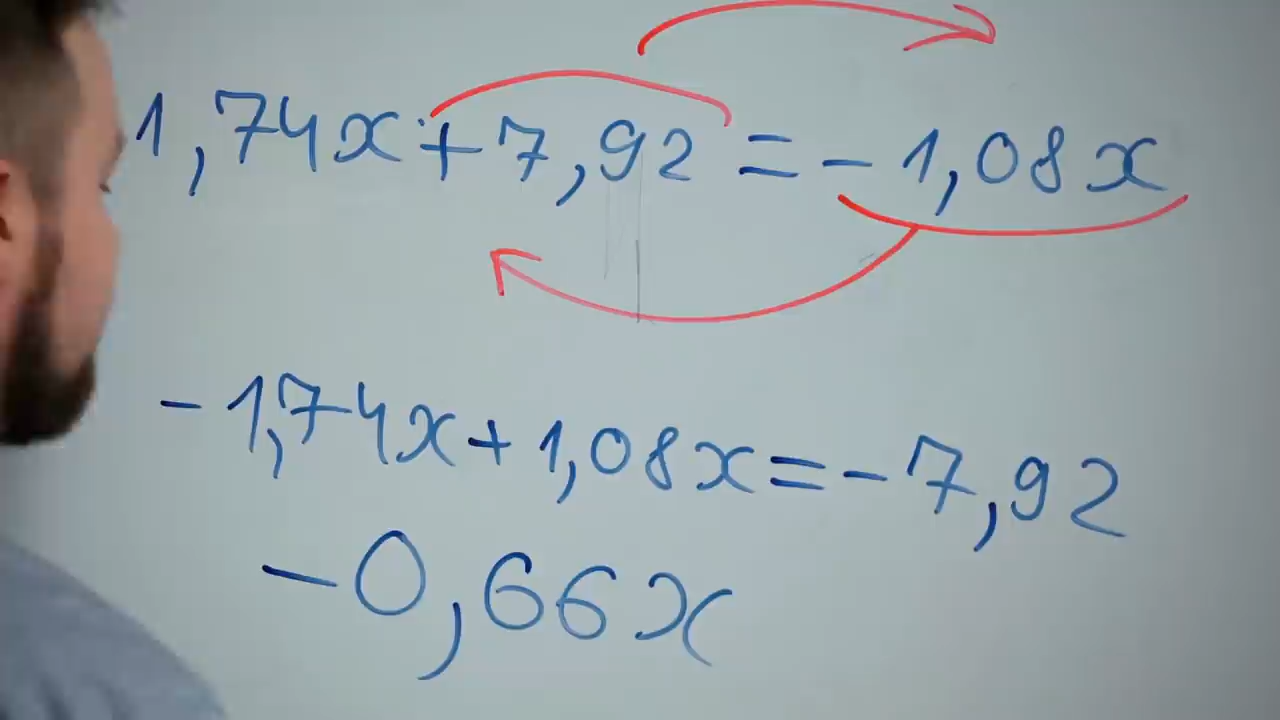 1,74x + 7,92 = - 1,08x
- 1,74x + 1,08x = - 7,92
- 0,66x